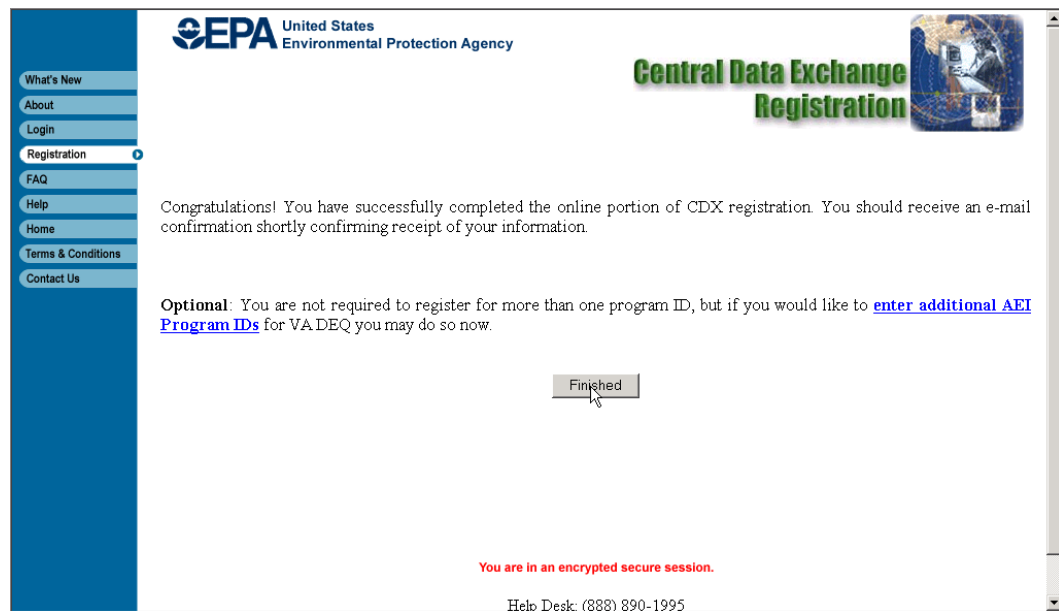 EPA United States
Environmental Protection Agency
Central Data Exchange
Registration
What's New
About
Login
Registration
FAQ
Help
Home
Terms & Conditions
Contact Us
Congratulations! You have successfully completed the online portion of CDX registration. You should receive an e-mail
confirmation shortly confirming receipt of your information.
Optional: You are not required to register for more than one program ID, but if you would like to enter additional AEI
Program IDs for VA DEQ you may do so now.
Finished
You are in an encrypted secure session.
Help Desk: (888) 890-1995